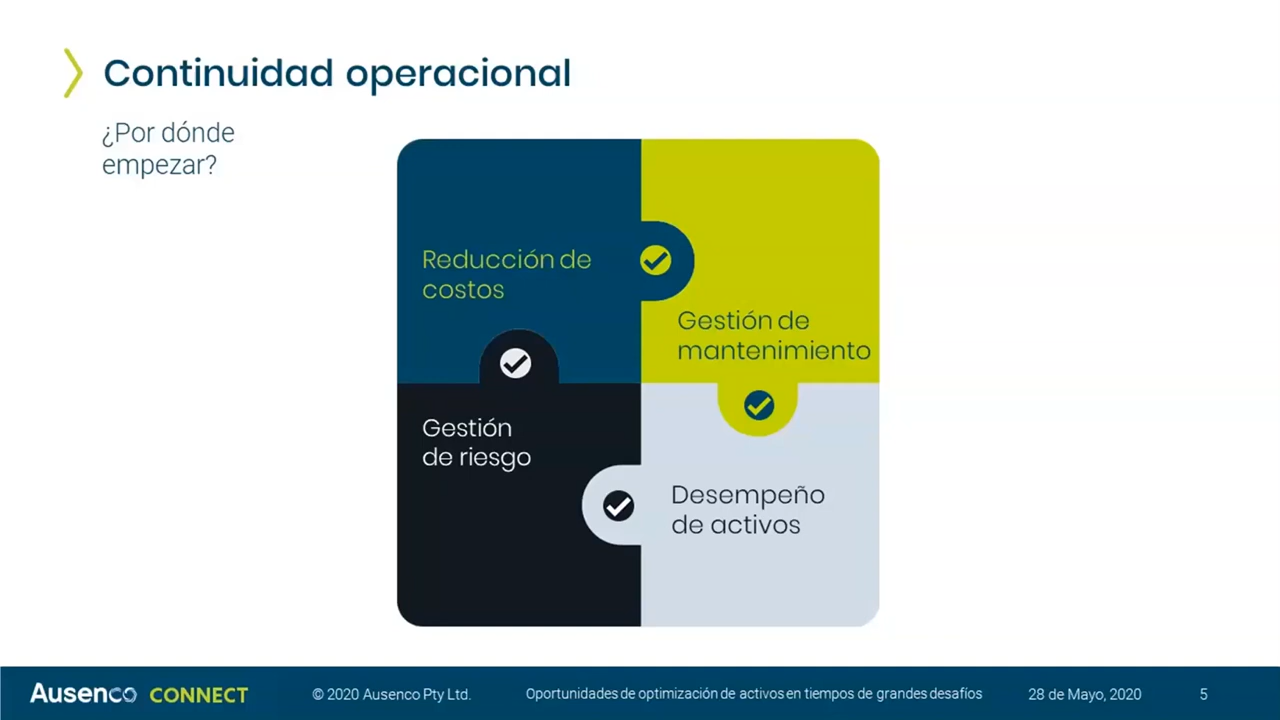 Continuidad operacional
¿Por dónde
empezar?
Reducción de
costos
Gestión de
mantenimiento
Gestión
de riesgo
Desempeño
de activos
Ausenco CONNECT
© 2020 Ausenco Pty Ltd.
Oportunidades de optimización de activos en tiempos de grandes desafíos
28 de Mayo, 2020
5